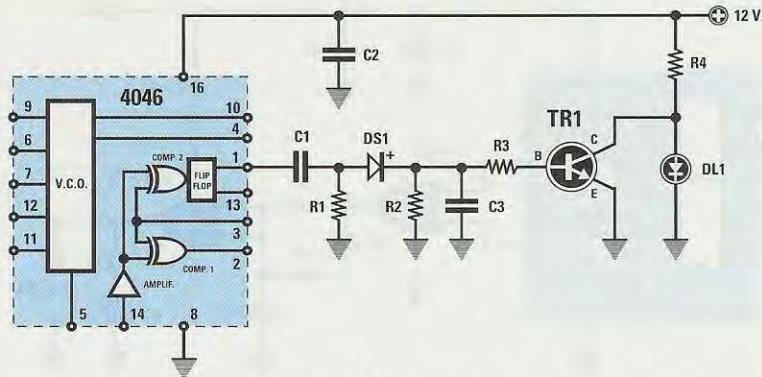 12 V.
C2
R4
16
4046
9
10
TR1
4
6
C1
DS1
C
COMP. 2
1
R3
+
B
7
V.C.O.
FLIP
FLOP
DL1
12
13
R1
R2
C3
E
3
11
2
COMP. 1
AMPLIF.
5
14
8